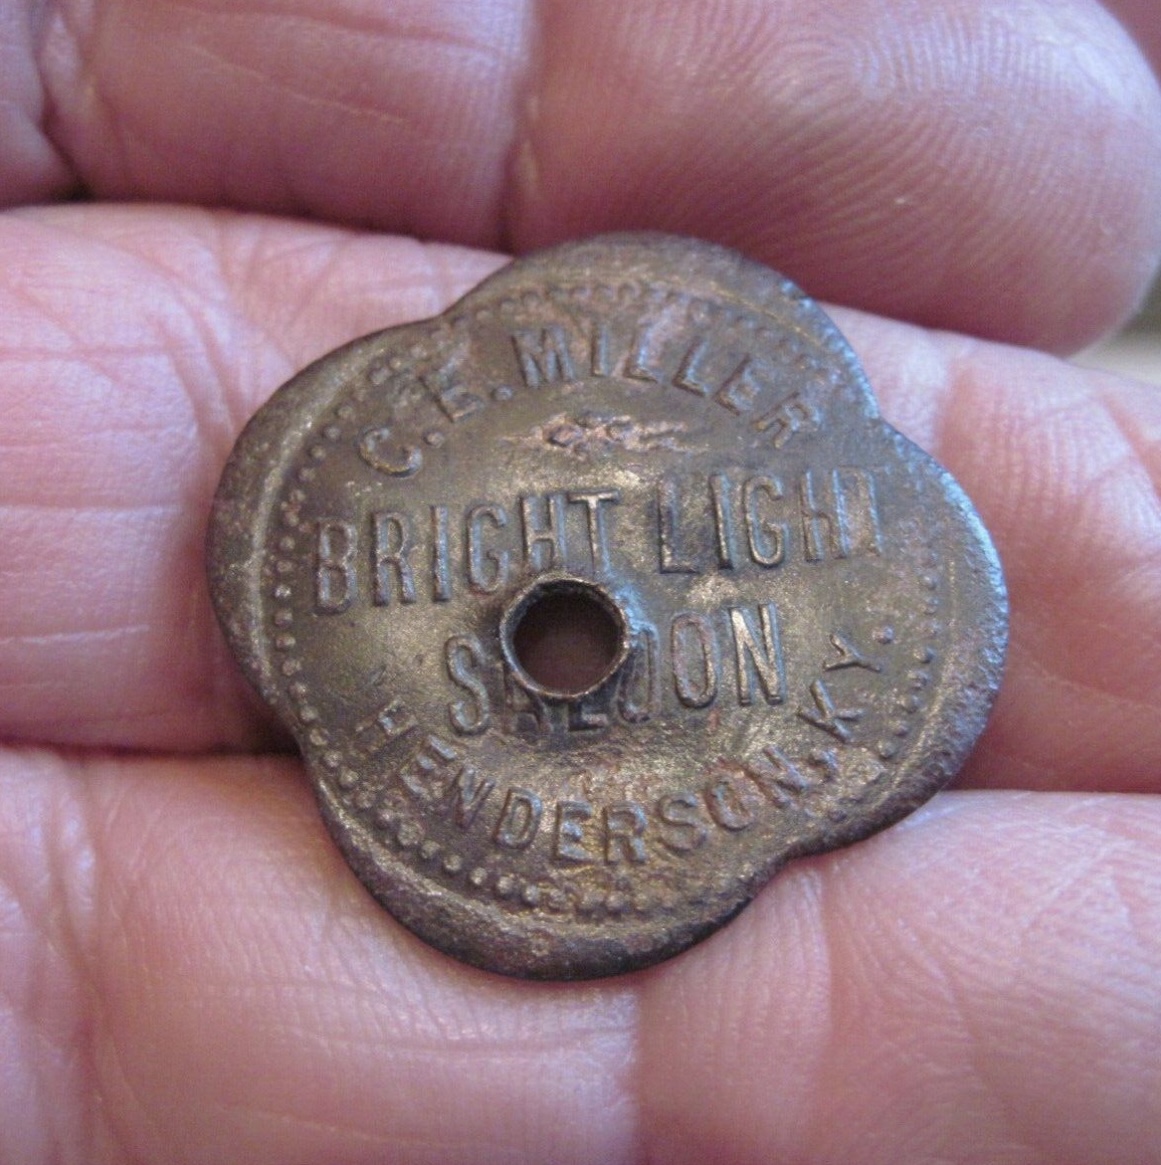 C.E. MILLER
BRIGHT LIGHT
SALOON
HENDERSON, KY.